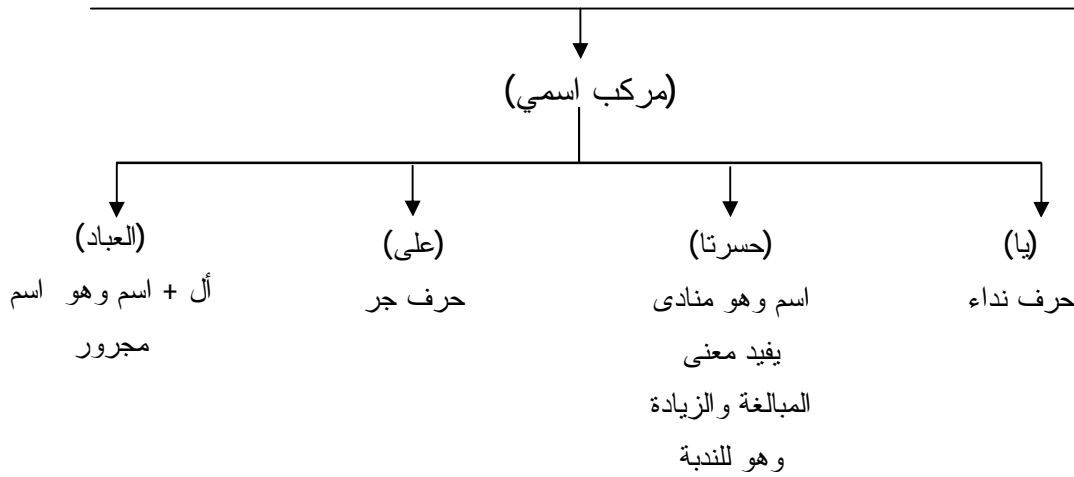 (مركب اسمي)
(يا)
حرف نداء
(حسرتا)
اسم وهو منادى
يفيد معنى
المبالغة والزيادة
وهو للندبة
(على)
حرف جر
(العباد)
أل + اسم وهو اسم
مجرور